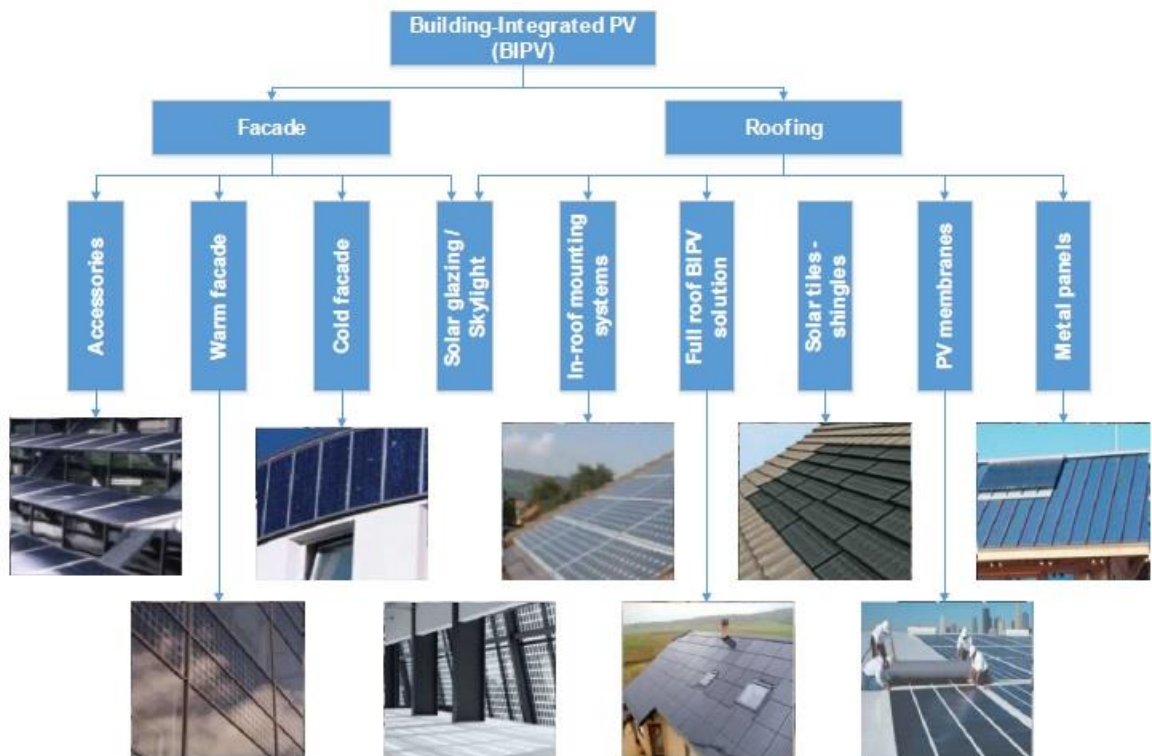 Building-Integrated PV
(BIPV)
Facade
Roofing
Accessories
Warm facade
Cold facade
Solar glazing /
Skylight
In-roof mounting
systems
Full roof BIPV
solution
Solar tiles -
shingles
PV membranes
Metal panels